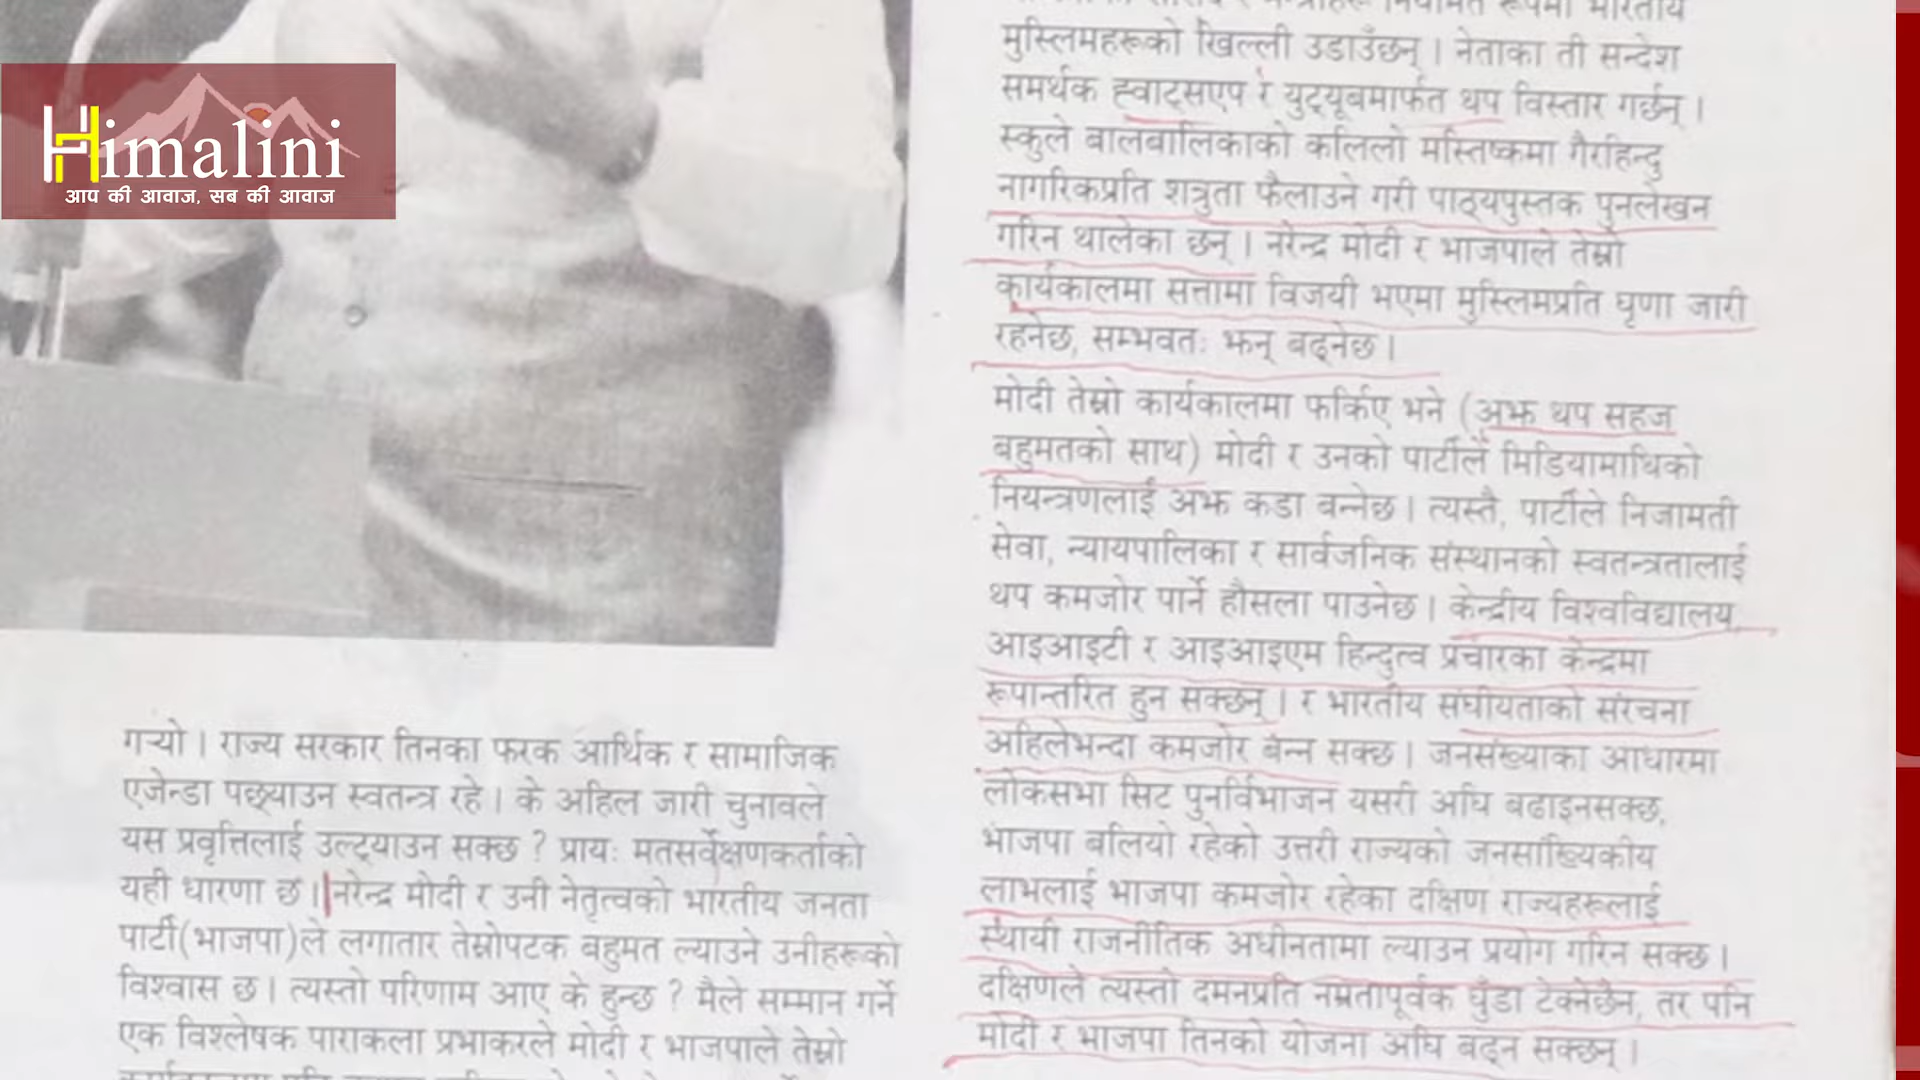 Himalini
आप की आवाज, सब की आवाज
गऱ्यो । राज्य सरकार तिनका फरक आर्थिक र सामाजिक
एजेन्डा पछ्याउन स्वतन्त्र रहे । के अहिले जारी चुनावले
यस प्रवृत्तिलाई उल्ट्याउन सक्छ ? प्रायः मतसर्वेक्षणकर्ताको
यही धारणा छ । नरेन्द्र मोदी र उनी नेतृत्वको भारतीय जनता
पार्टी(भाजपा)ले लगातार तेस्रोपटक बहुमत ल्याउने उनीहरूको
विश्वास छ । त्यस्तो परिणाम आए के हुन्छ ? मैले सम्मान गर्ने
एक विश्लेषक पाराकला प्रभाकरले मोदी र भाजपाले तेस्रो
मुस्लिमहरूको खिल्ली उडाउँछन् । नेताका ती सन्देश
समर्थक ह्वाट्सएप र युट्यूबमार्फत थप विस्तार गर्छन् ।
स्कुले बालबालिकाको कलिलो मस्तिष्कमा गैरहिन्दु
नागरिकप्रति शत्रुता फैलाउने गरी पाठ्यपुस्तक पुनर्लेखन
गरिन थालेका छन् । नरेन्द्र मोदी र भाजपाले तेस्रो
कार्यकालमा सत्तामा विजयी भएमा मुस्लिमप्रति घृणा जारी
रहनेछ, सम्भवतः झन् बढ्नेछ ।
मोदी तेस्रो कार्यकालमा फर्किए भने (अझ थप सहज
बहुमतको साथ) मोदी र उनको पार्टीले मिडियामाथिको
नियन्त्रणलाई अझ कडा बन्नेछ । त्यस्तै, पार्टीले निजामती
सेवा, न्यायपालिका र सार्वजनिक संस्थानको स्वतन्त्रतालाई
थप कमजोर पार्ने हौसला पाउनेछ । केन्द्रीय विश्वविद्यालय,
आइआइटी र आइआइएम हिन्दुत्व प्रचारका केन्द्रमा
रूपान्तरित हुन सक्छन् । र भारतीय संघीयताको संरचना
अहिलेभन्दा कमजोर बन्न सक्छ । जनसंख्याका आधारमा
लोकसभा सिट पुनर्विभाजन यसरी अघि बढाइनसक्छ,
भाजपा बलियो रहेको उत्तरी राज्यको जनसांख्यिकीय
लाभलाई भाजपा कमजोर रहेका दक्षिण राज्यहरूलाई
स्थायी राजनीतिक अधीनतामा ल्याउन प्रयोग गरिन सक्छ ।
दक्षिणले त्यस्तो दमनप्रति नम्रतापूर्वक घुँडा टेक्नेछैन, तर पनि
मोदी र भाजपा तिनको योजना अघि बढ्न सक्छन् ।